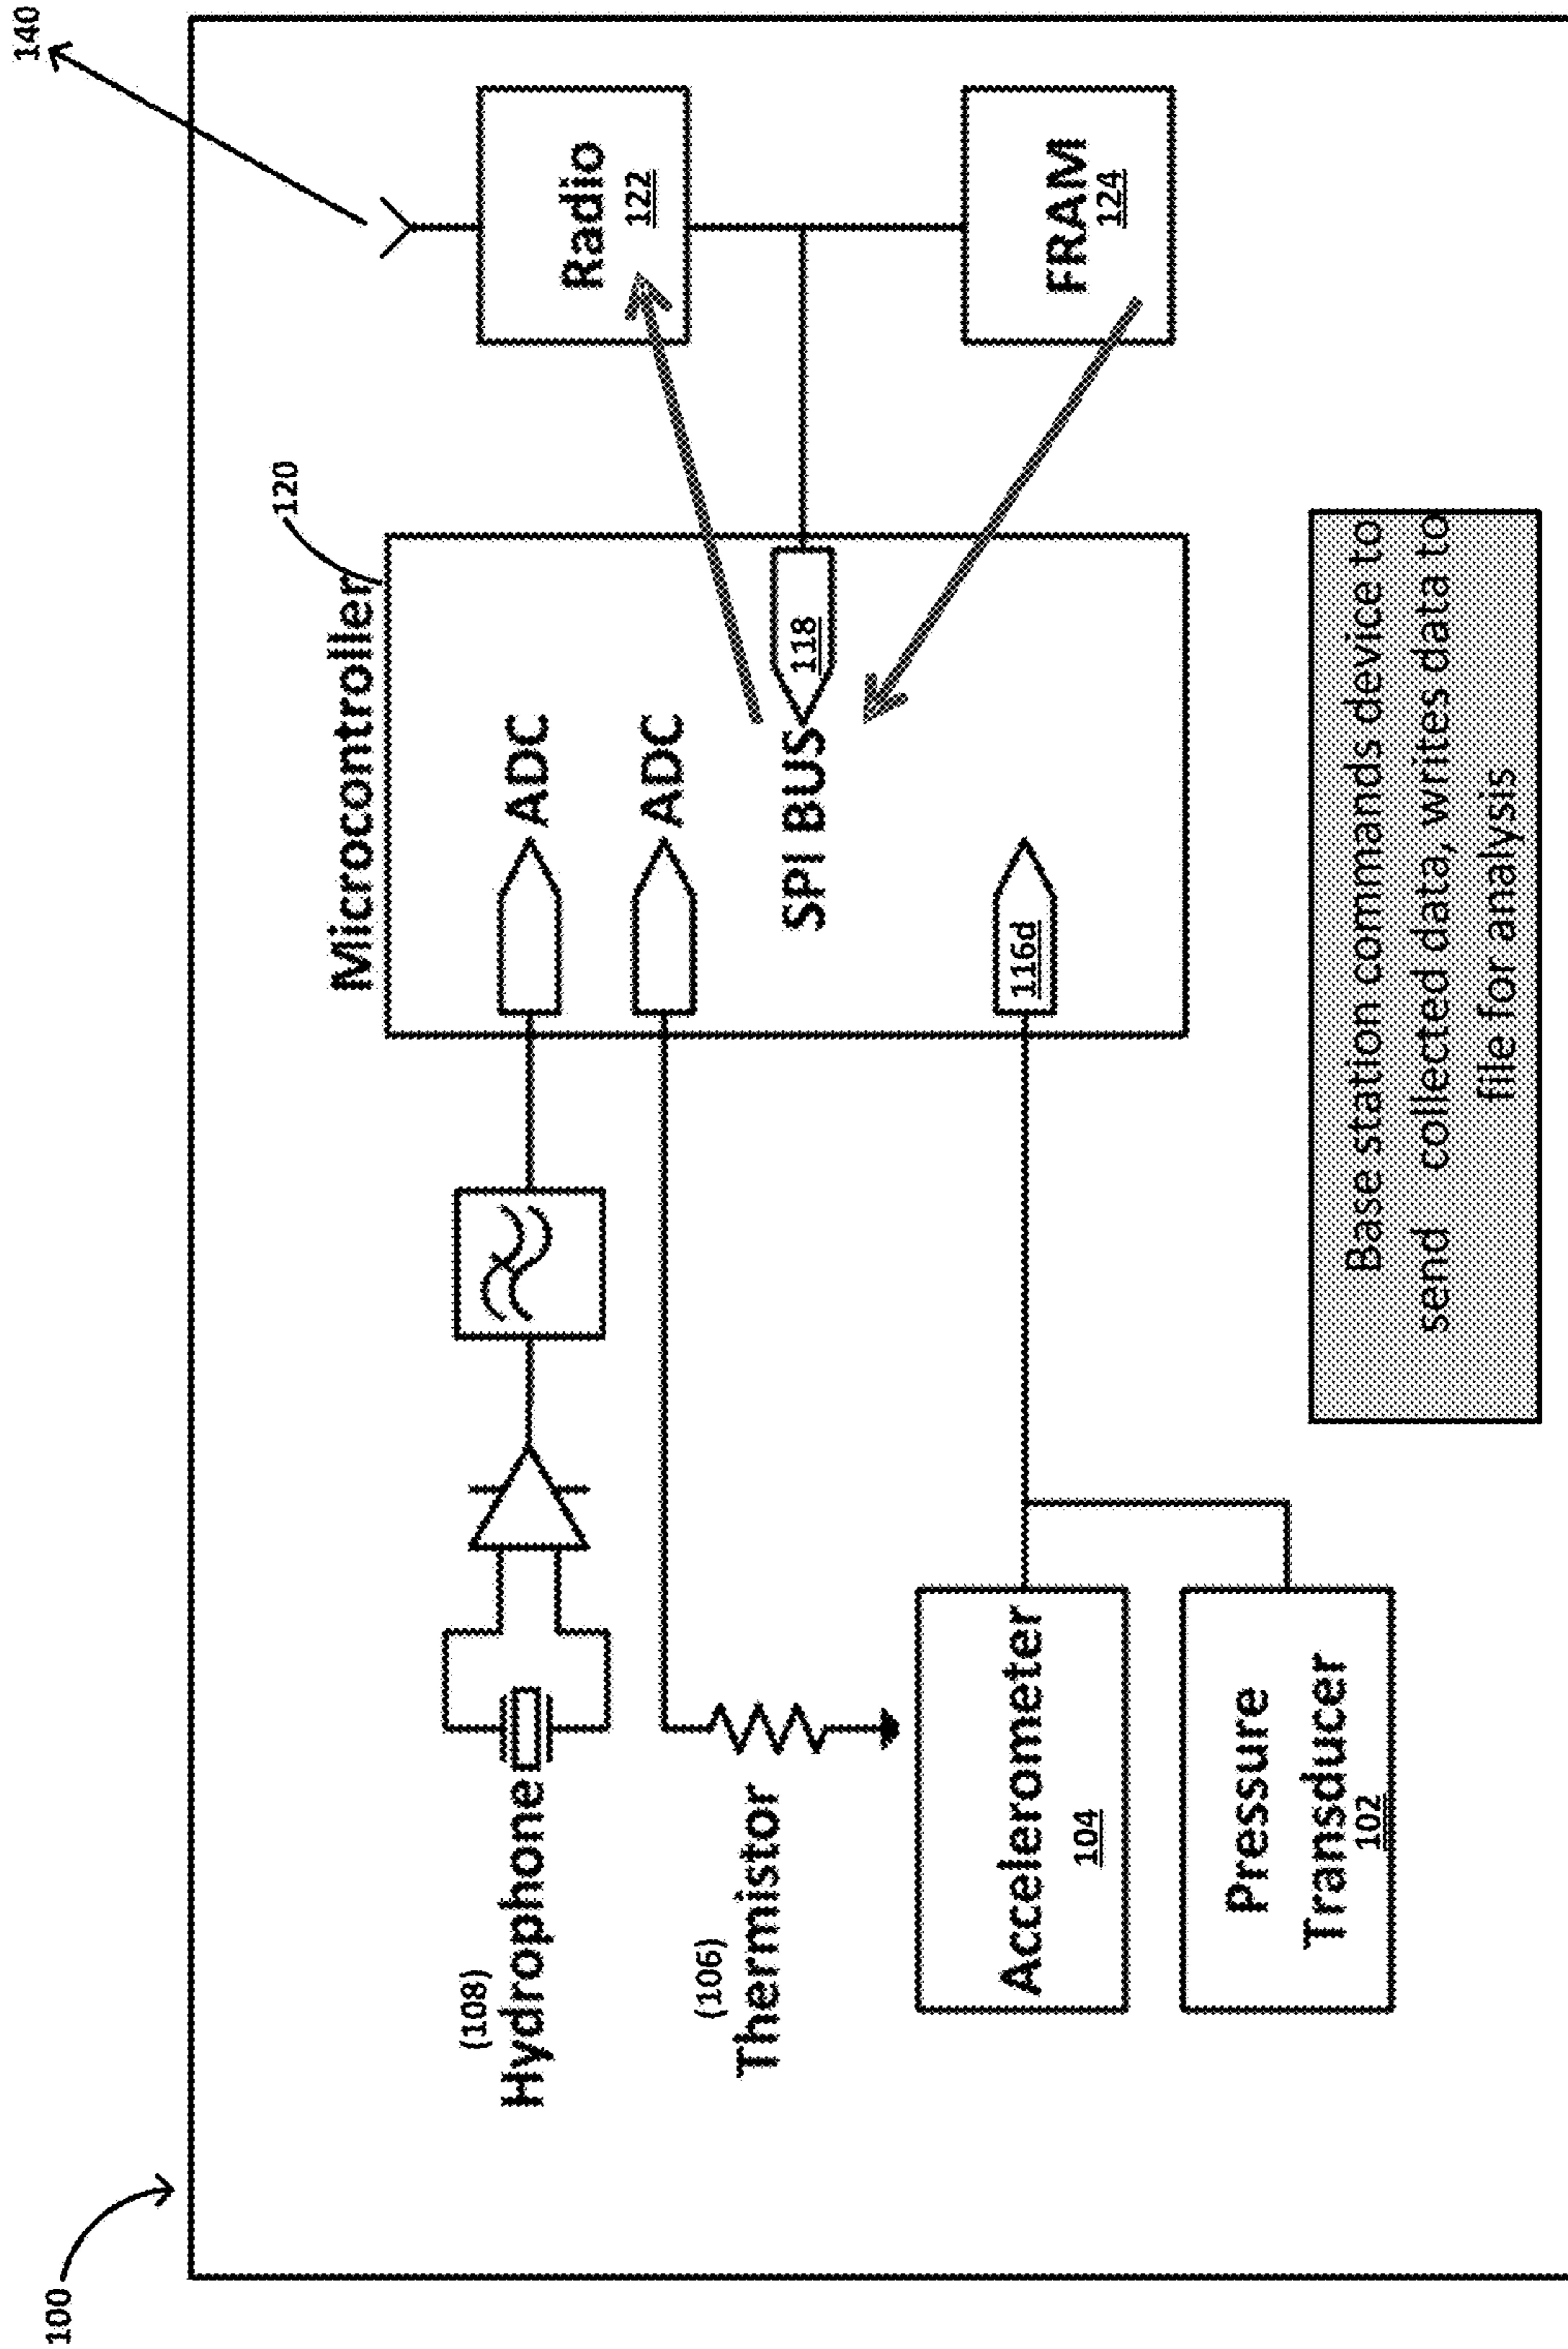 100
140
120
Microcontroller
(108)
Hydrophone
ADC
Radio
122
(106)
Thermistor
ADC
SPI BUS
118
Accelerometer
104
116d
FRAM
124
Pressure
Transducer
102
Base station commands device to
send collected data, writes data to
file for analysis